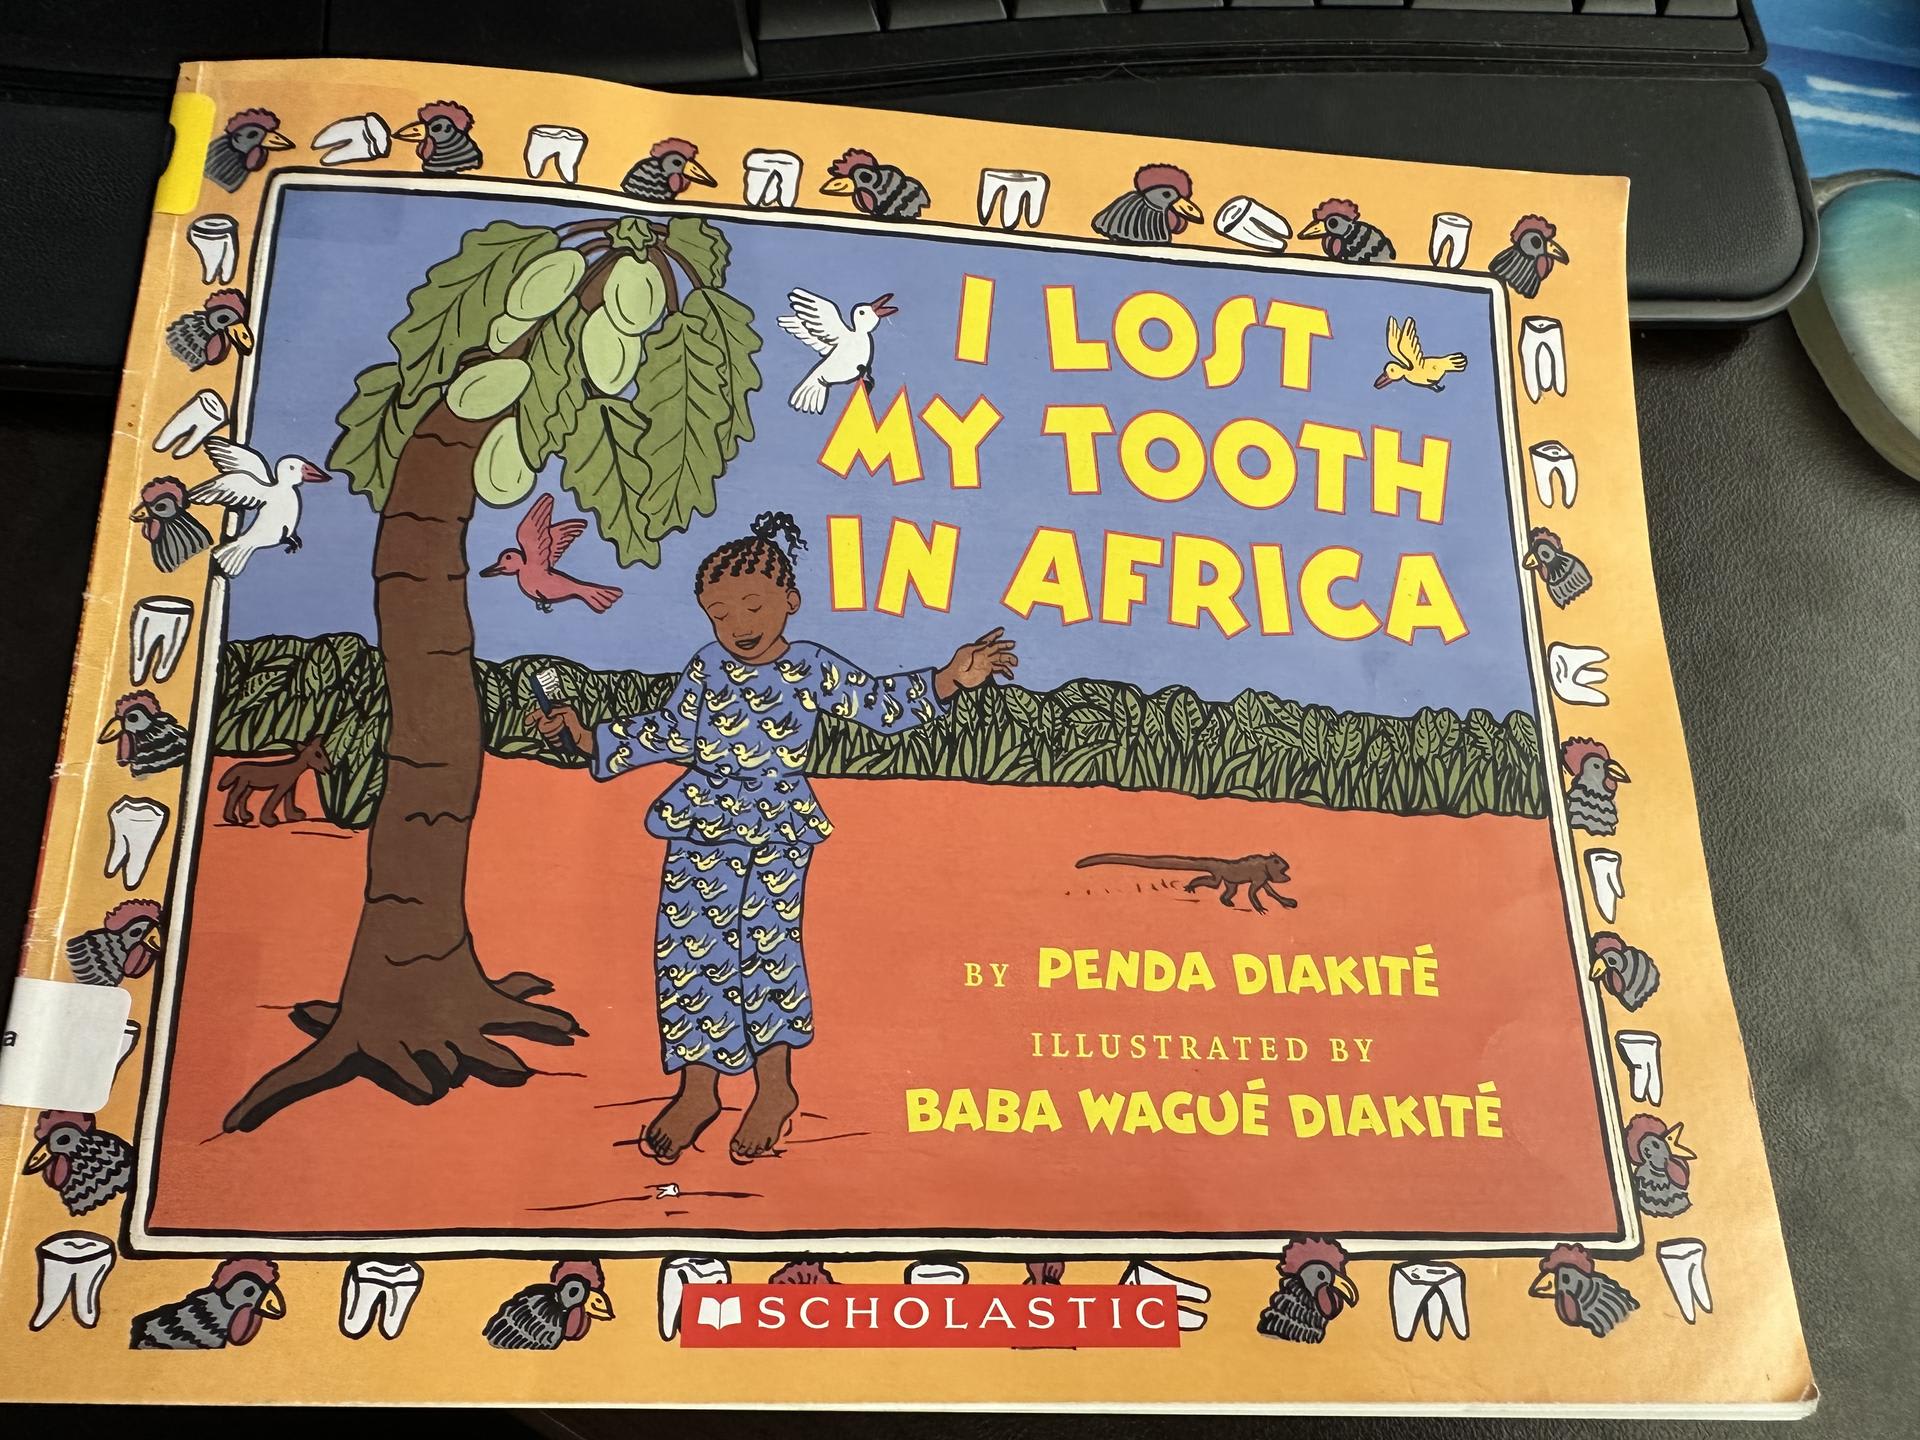 I LOST
MY TOOTH
IN AFRICA
BY PENDA DIAKITÉ
ILLUSTRATED BY
BABA WAGUÉ DIAKITÉ
a
SCHOLASTIC